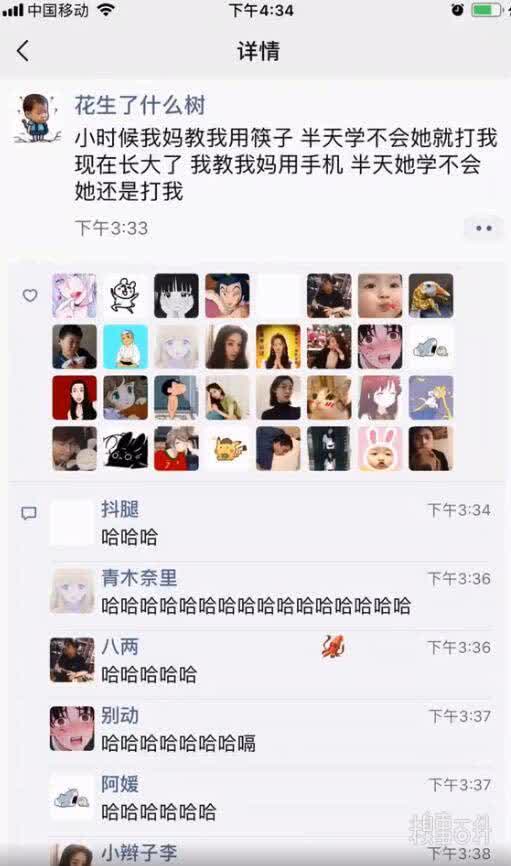 中国移动
下午4:34
详情
花生了什么树
小时候我妈教我用筷子 半天学不会她就打我
现在长大了 我教我妈用手机 半天她学不会
她还是打我
下午3:33
抖腿
下午3:34
哈哈哈
青木奈里
下午3:36
哈哈哈哈哈哈哈哈哈哈哈哈哈哈哈哈
八两
下午3:36
哈哈哈哈哈
别动
下午3:37
哈哈哈哈哈哈哈嗝
阿媛
下午3:37
哈哈哈哈哈哈
小辫子李
下午3:38
糗事百科